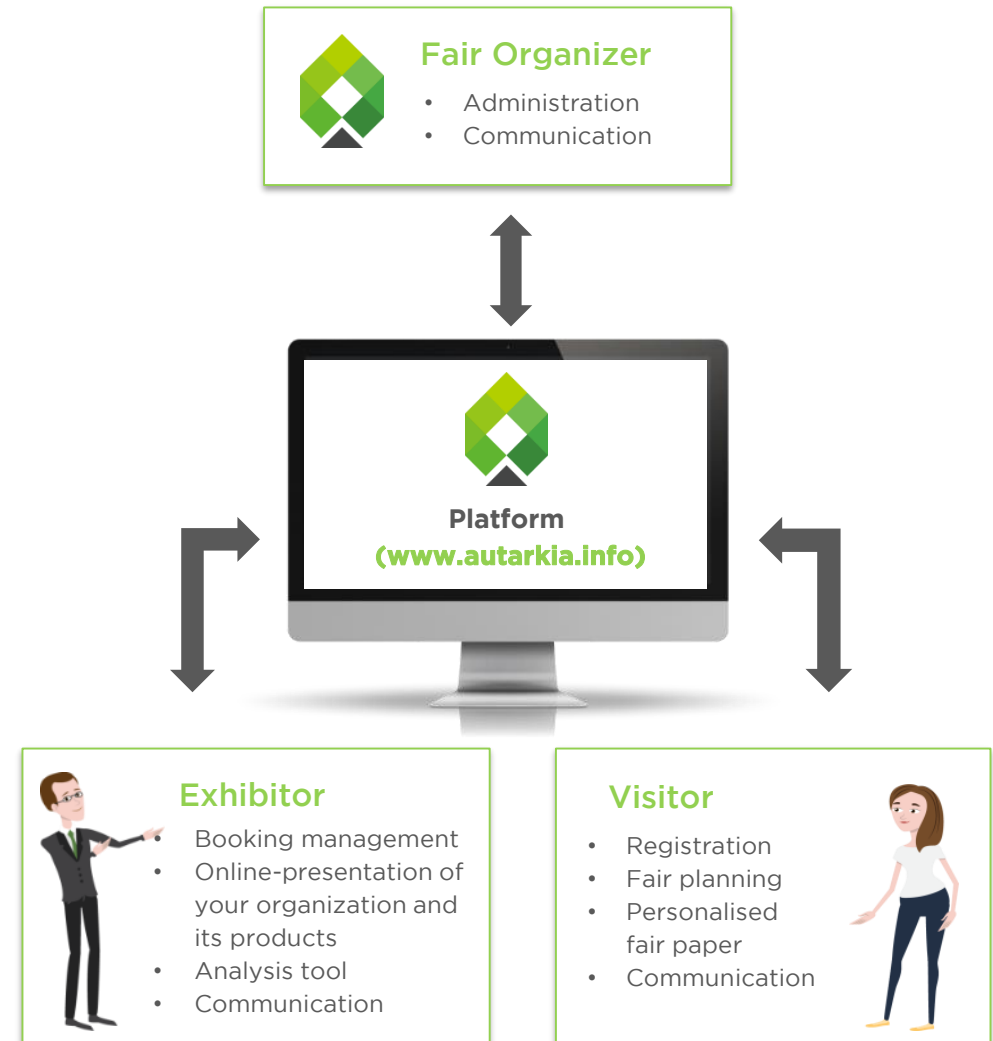 Fair Organizer
• Administration
• Communication
Platform
(www.autarkia.info)
Exhibitor
• Booking management
• Online-presentation of
your organization and
its products
• Analysis tool
• Communication
Visitor
• Registration
• Fair planning
• Personalised
fair paper
• Communication